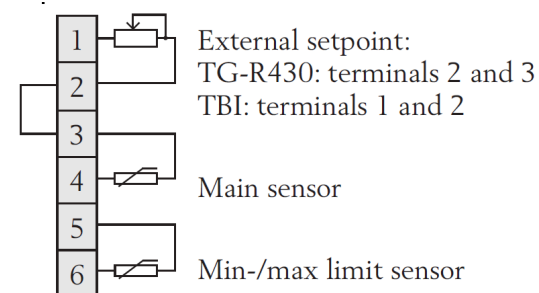 1
External setpoint:
2
TG-R430: terminals 2 and 3
TBI: terminals 1 and 2
3
4
Main sensor
5
6
Min-/max limit sensor